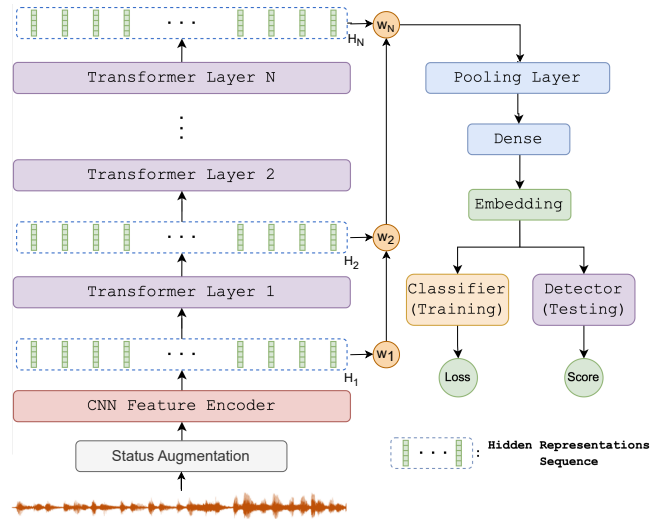 H_N
w_N
Transformer Layer N
Pooling Layer
Dense
Transformer Layer 2
Embedding
w_2
H_2
Transformer Layer 1
Classifier
(Training)
Detector
(Testing)
w_1
H_1
Loss
Score
CNN Feature Encoder
Status Augmentation
: Hidden Representations
Sequence